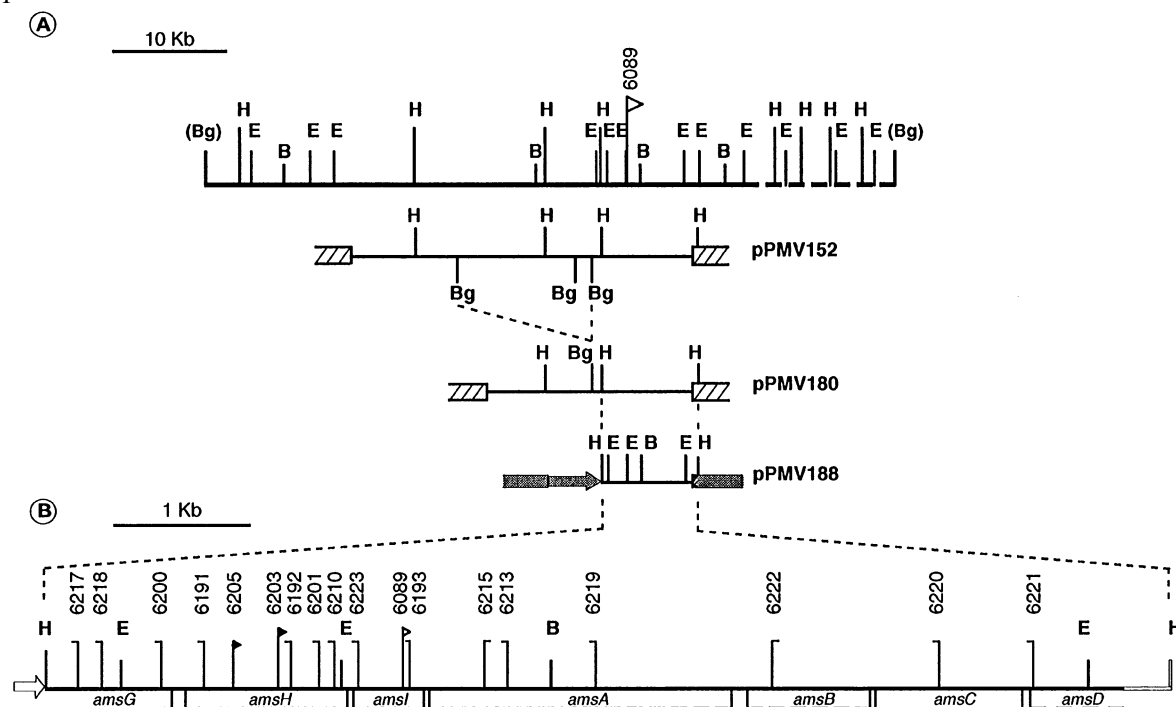 A
10 Kb
6089
H H H H H H H H
(Bg) E E E E E E E E E E E (Bg)
B B B B
H H H H
pPMV152
Bg Bg Bg
H Bg H H
pPMV180
H E E B E H
pPMV188
B
1 Kb
6217 6218 6200 6191 6205 6203 6192 6201 6210 6223 6089 6193 6215 6213 6219 6222 6220 6221
H E E B E H
amsG amsH amsI amsA amsB amsC amsD